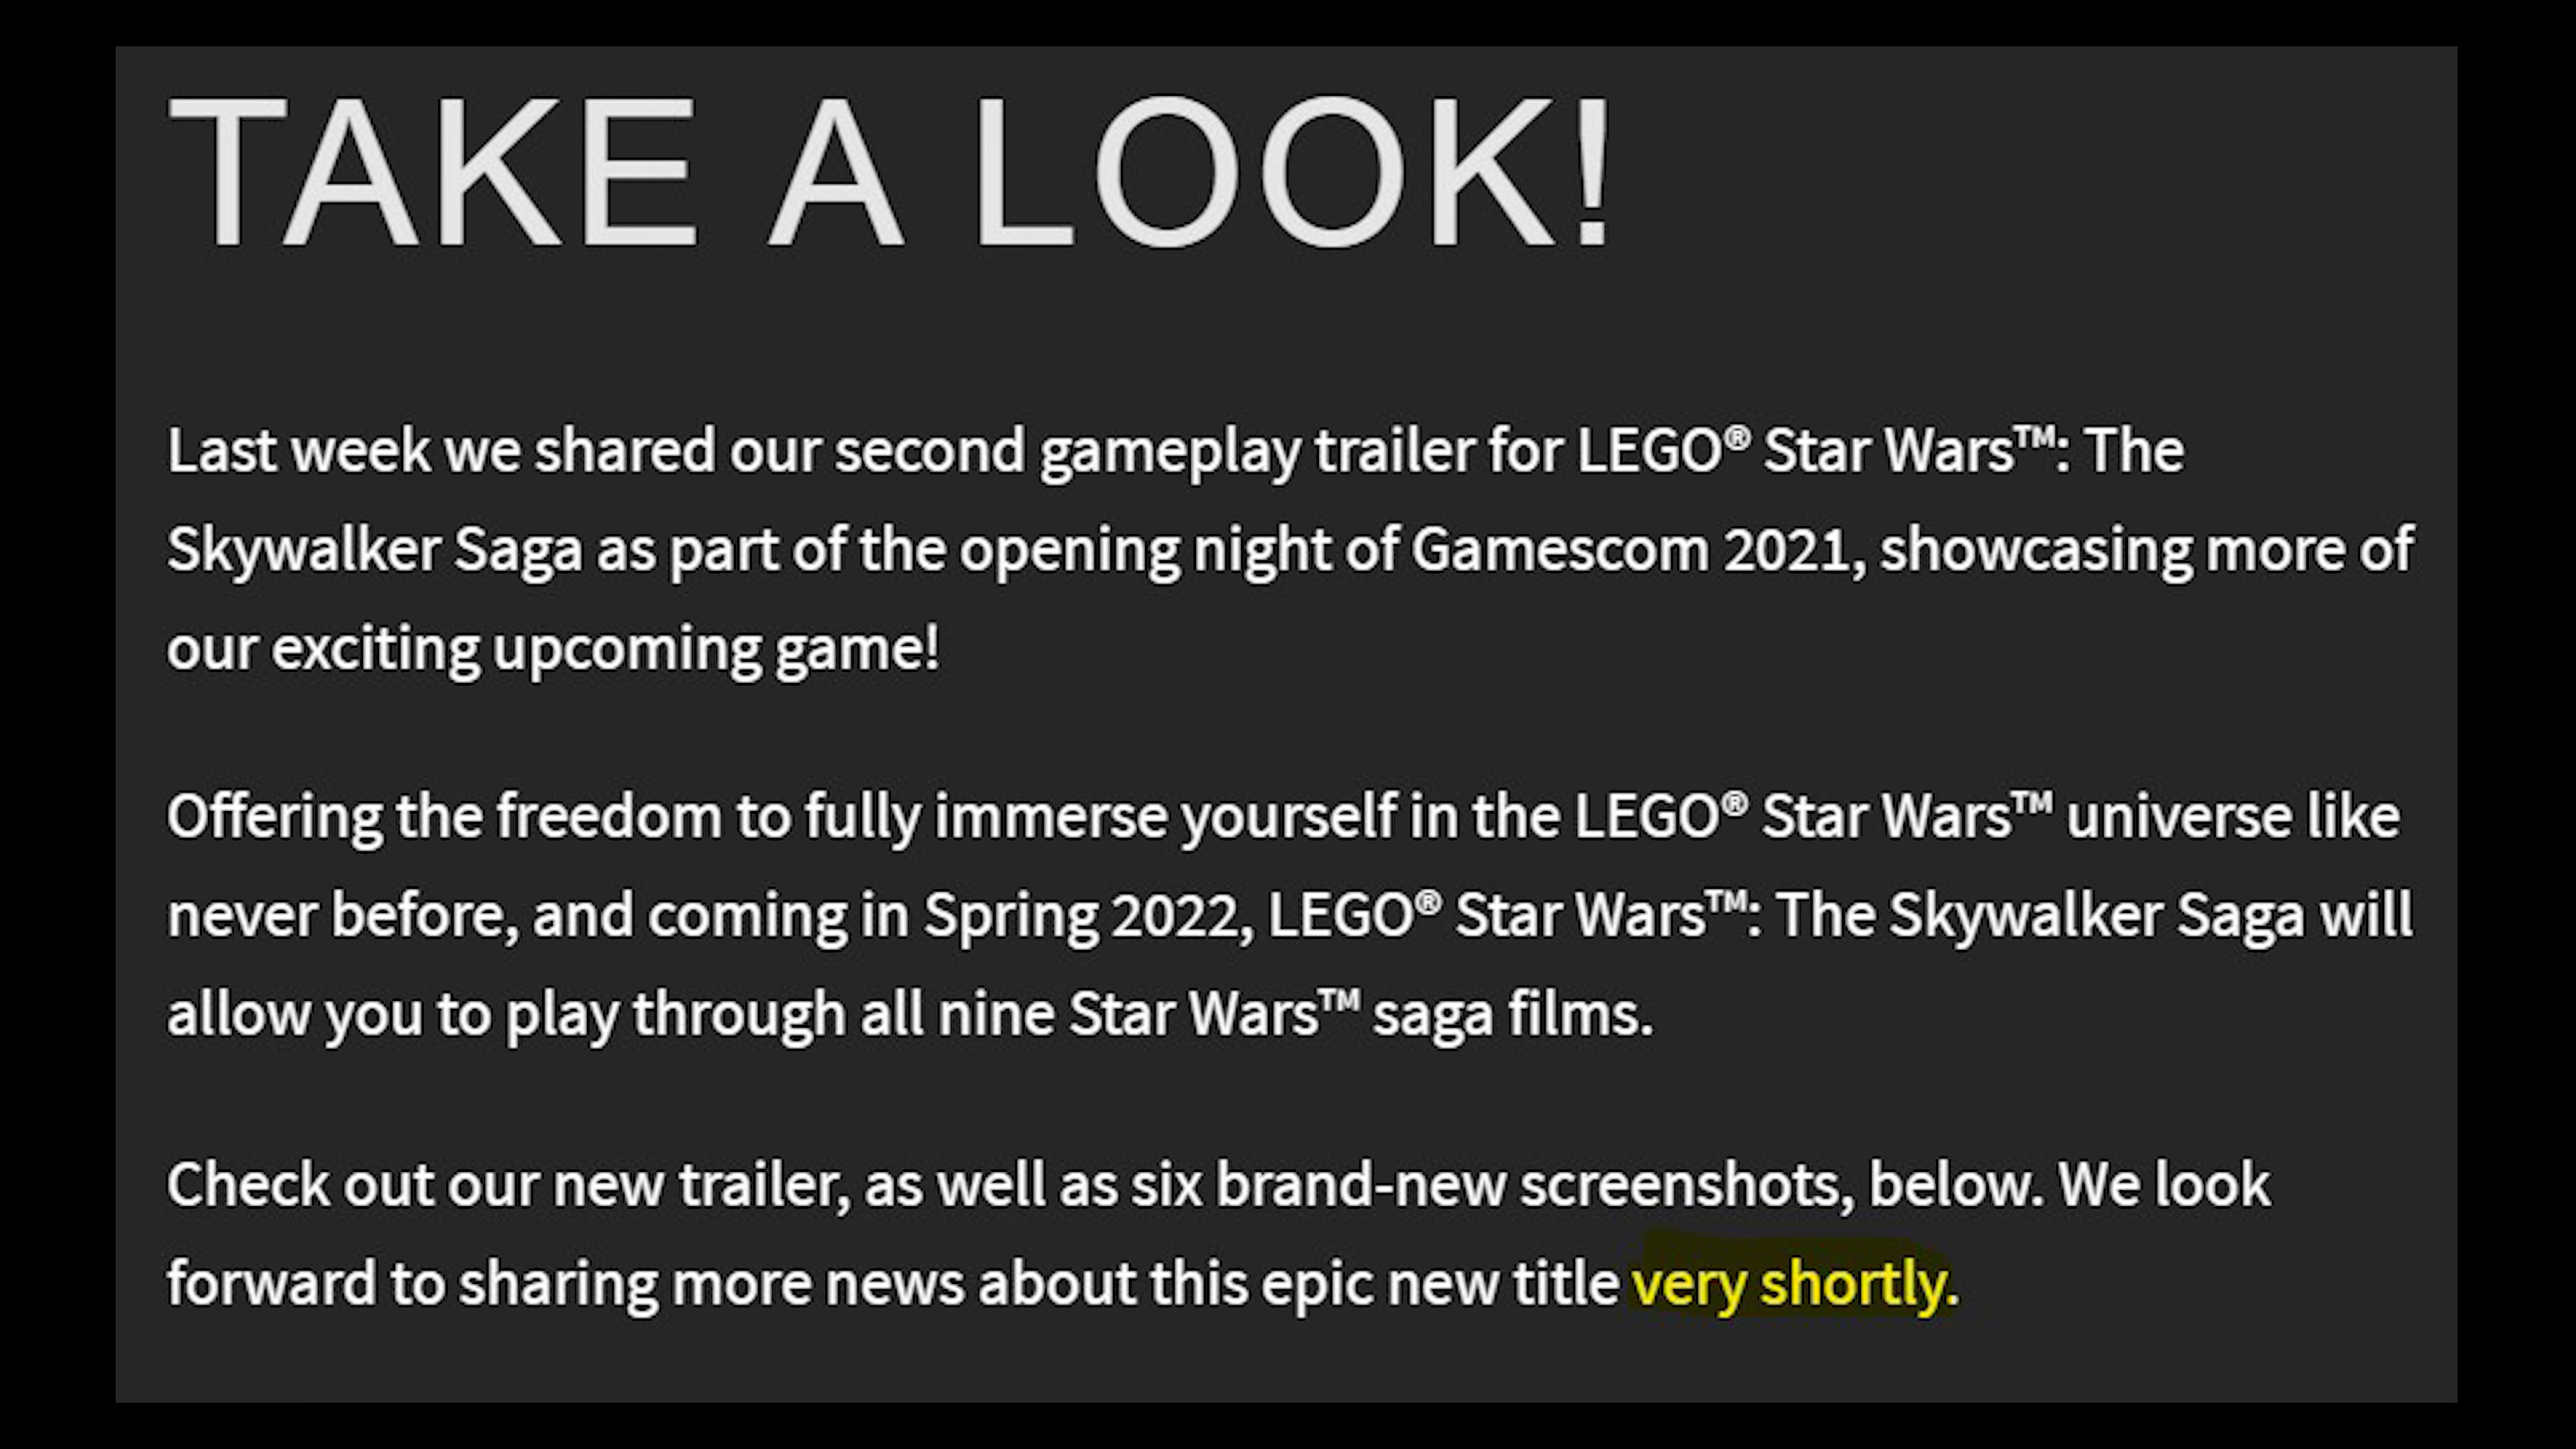 TAKE A LOOK!
Last week we shared our second gameplay trailer for LEGO® Star Wars™: The
Skywalker Saga as part of the opening night of Gamescom 2021, showcasing more of
our exciting upcoming game!
Offering the freedom to fully immerse yourself in the LEGO® Star Wars™ universe like
never before, and coming in Spring 2022, LEGO® Star Wars™: The Skywalker Saga will
allow you to play through all nine Star Wars™ saga films.
Check out our new trailer, as well as six brand-new screenshots, below. We look
forward to sharing more news about this epic new title very shortly.